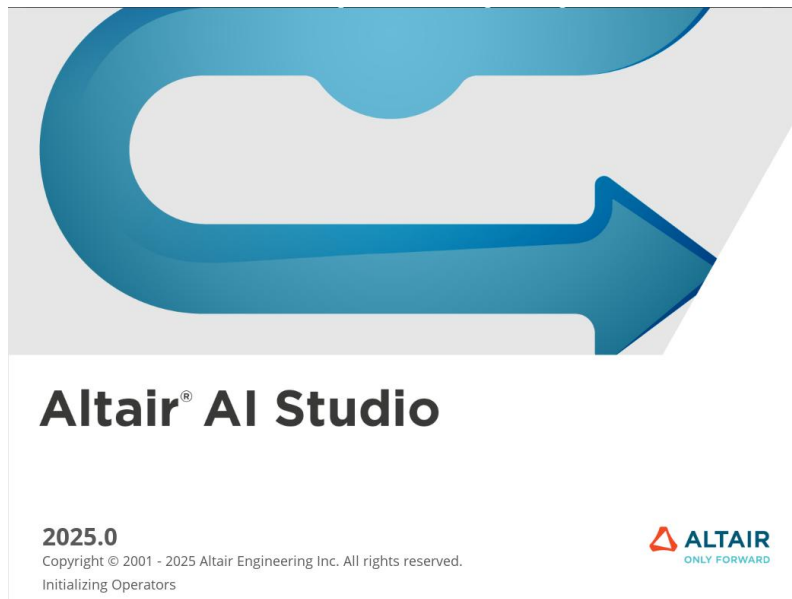 Altair® AI Studio
2025.0
Copyright © 2001 - 2025 Altair Engineering Inc. All rights reserved.
Initializing Operators
ALTAIR
ONLY FORWARD